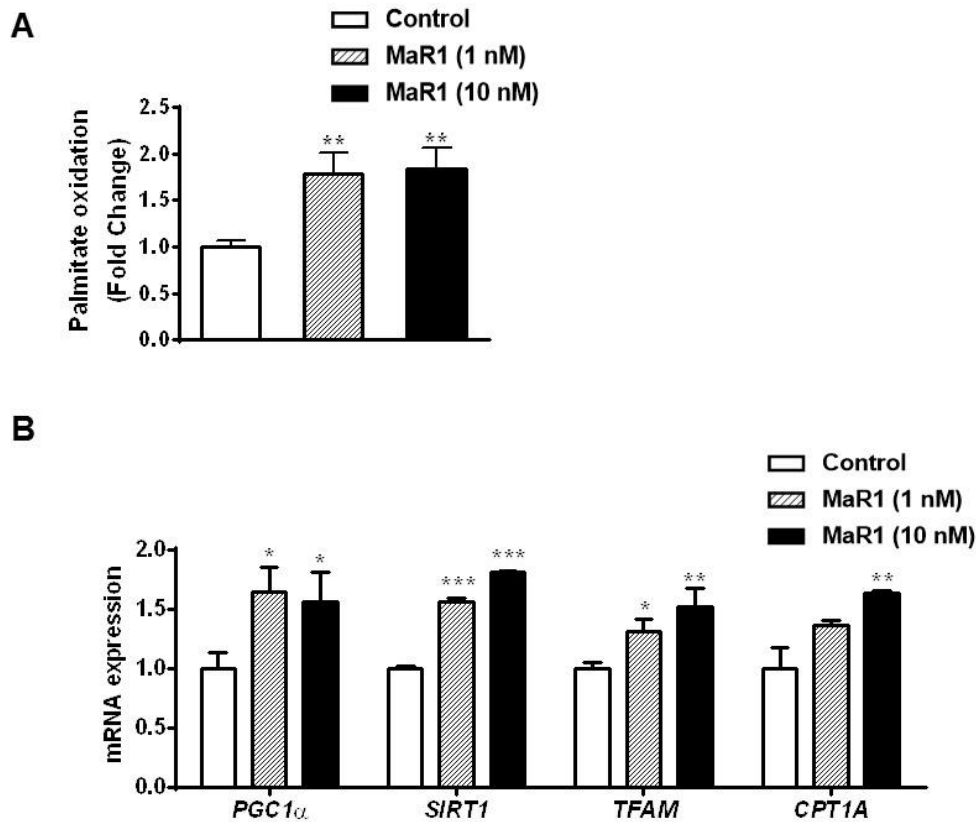 A
Control
MaR1 (1 nM)
MaR1 (10 nM)
Palmitate oxidation
(Fold Change)
2.5
2.0
1.5
1.0
0.5
0.0
** **
B
Control
MaR1 (1 nM)
MaR1 (10 nM)
mRNA expression
2.0
1.5
1.0
0.5
0.0
* * *** *** * ** **
PGC1α SIRT1 TFAM CPT1A